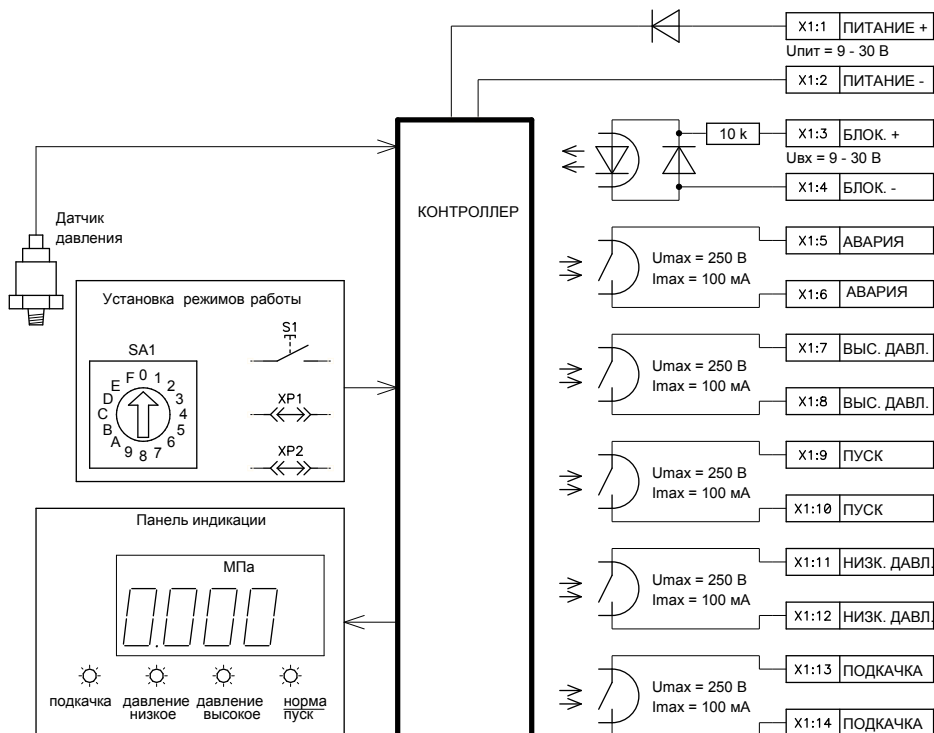 X1:1 ПИТАНИЕ +
Uпит = 9 - 30 В
X1:2 ПИТАНИЕ -
10 k
X1:3 БЛОК. +
Uвх = 9 - 30 В
X1:4 БЛОК. -
КОНТРОЛЛЕР
Датчик
давления
Umax = 250 В
Imax = 100 мА
X1:5 АВАРИЯ
X1:6 АВАРИЯ
Установка режимов работы
SA1
0 1 2 3 4 5 6 7 8 9 A B C D E F
S1
XP1
XP2
Umax = 250 В
Imax = 100 мА
X1:7 ВЫС. ДАВЛ.
X1:8 ВЫС. ДАВЛ.
Umax = 250 В
Imax = 100 мА
X1:9 ПУСК
X1:10 ПУСК
Панель индикации
МПа
0.000
подкачка
давление
низкое
давление
высокое
норма
пуск
Umax = 250 В
Imax = 100 мА
X1:11 НИЗК. ДАВЛ.
X1:12 НИЗК. ДАВЛ.
Umax = 250 В
Imax = 100 мА
X1:13 ПОДКАЧКА
X1:14 ПОДКАЧКА